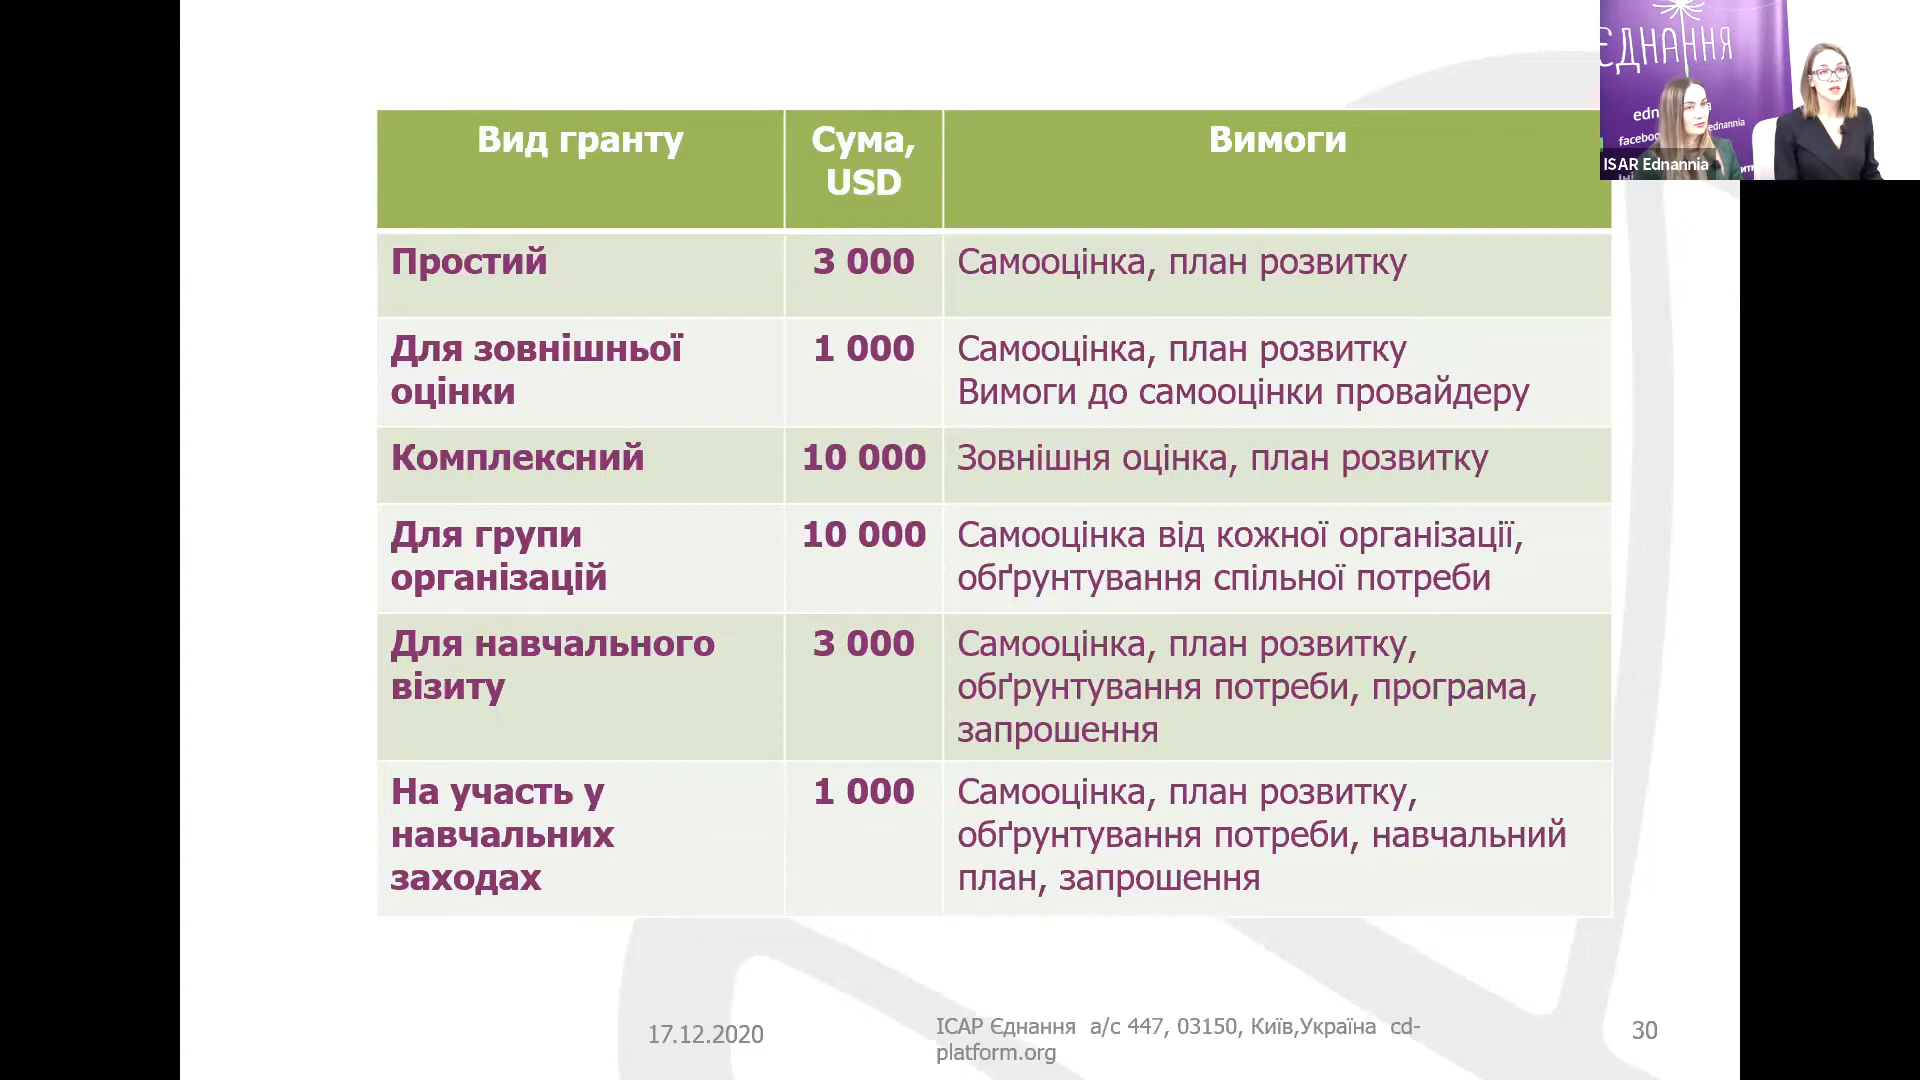 Вид гранту
Сума,
USD
Вимоги
Простий
3 000
Самооцінка, план розвитку
Для зовнішньої
оцінки
1 000
Самооцінка, план розвитку
Вимоги до самооцінки провайдеру
Комплексний
10 000
Зовнішня оцінка, план розвитку
Для групи
організацій
10 000
Самооцінка від кожної організації,
обґрунтування спільної потреби
Для навчального
візиту
3 000
Самооцінка, план розвитку,
обґрунтування потреби, програма,
запрошення
На участь у
навчальних
заходах
1 000
Самооцінка, план розвитку,
обґрунтування потреби, навчальний
план, запрошення
17.12.2020
ІСАР Єднання а/с 447, 03150, Київ,Україна cd-
platform.org
30
ЄДНАННЯ
ednannia
ISAR Ednannia